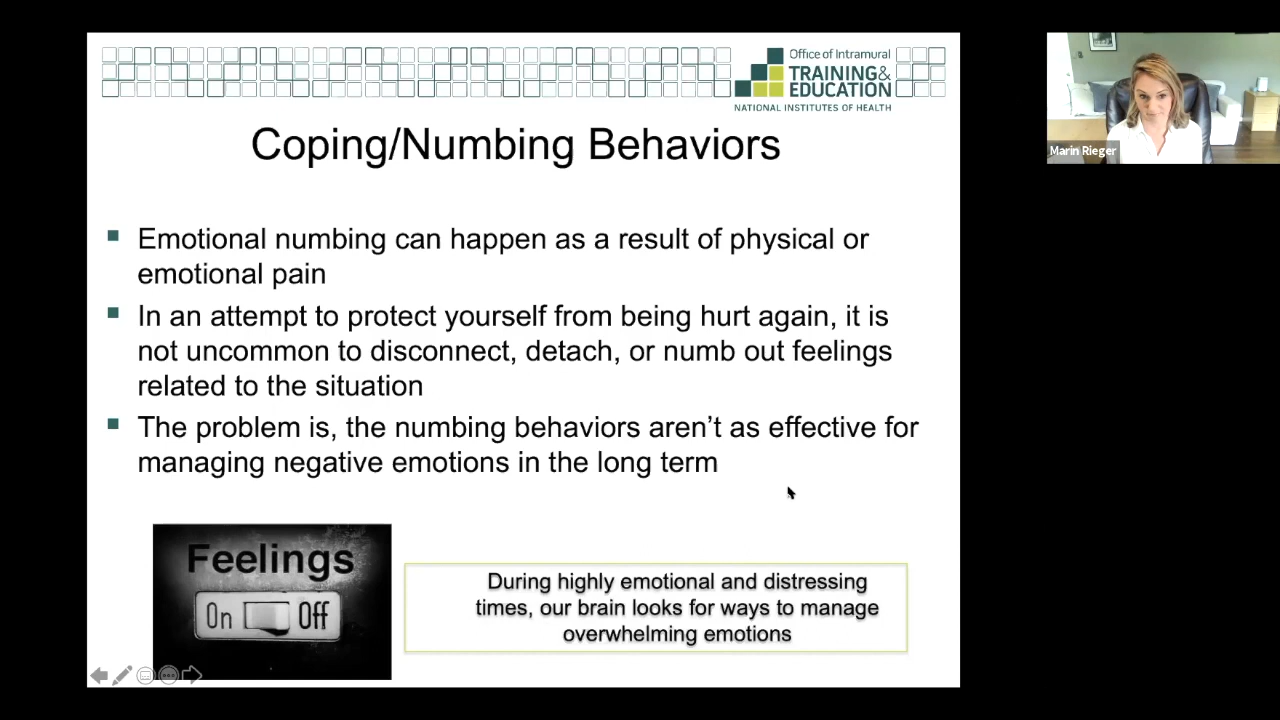 Office of Intramural
TRAINING&
EDUCATION
NATIONAL INSTITUTES OF HEALTH
Coping/Numbing Behaviors
Emotional numbing can happen as a result of physical or
emotional pain
In an attempt to protect yourself from being hurt again, it is
not uncommon to disconnect, detach, or numb out feelings
related to the situation
The problem is, the numbing behaviors aren’t as effective for
managing negative emotions in the long term
Feelings
On Off
During highly emotional and distressing
times, our brain looks for ways to manage
overwhelming emotions
Marin Rieger